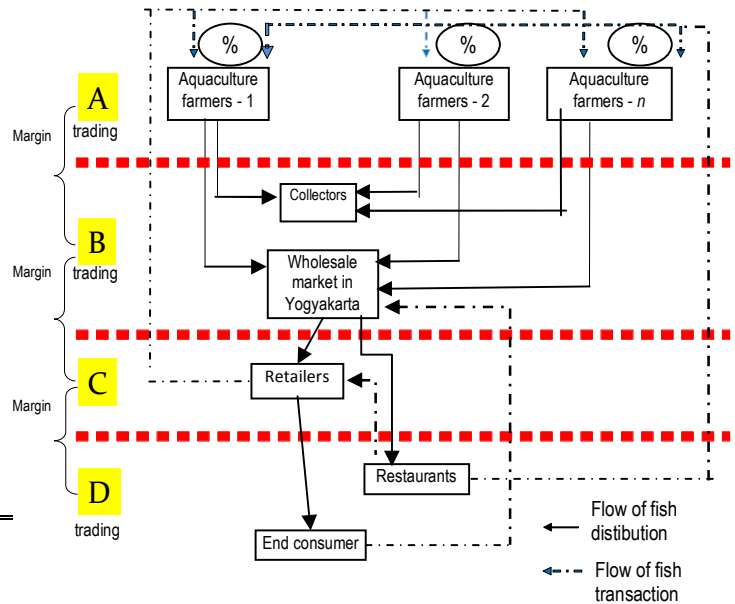 %
%
%
Aquaculture
farmers - 1
Aquaculture
farmers - 2
Aquaculture
farmers - n
A
trading
Margin
Collectors
B
trading
Margin
Wholesale
market in
Yogyakarta
C
Retailers
Margin
D
trading
Restaurants
End consumer
Flow of fish
distibution
Flow of fish
transaction